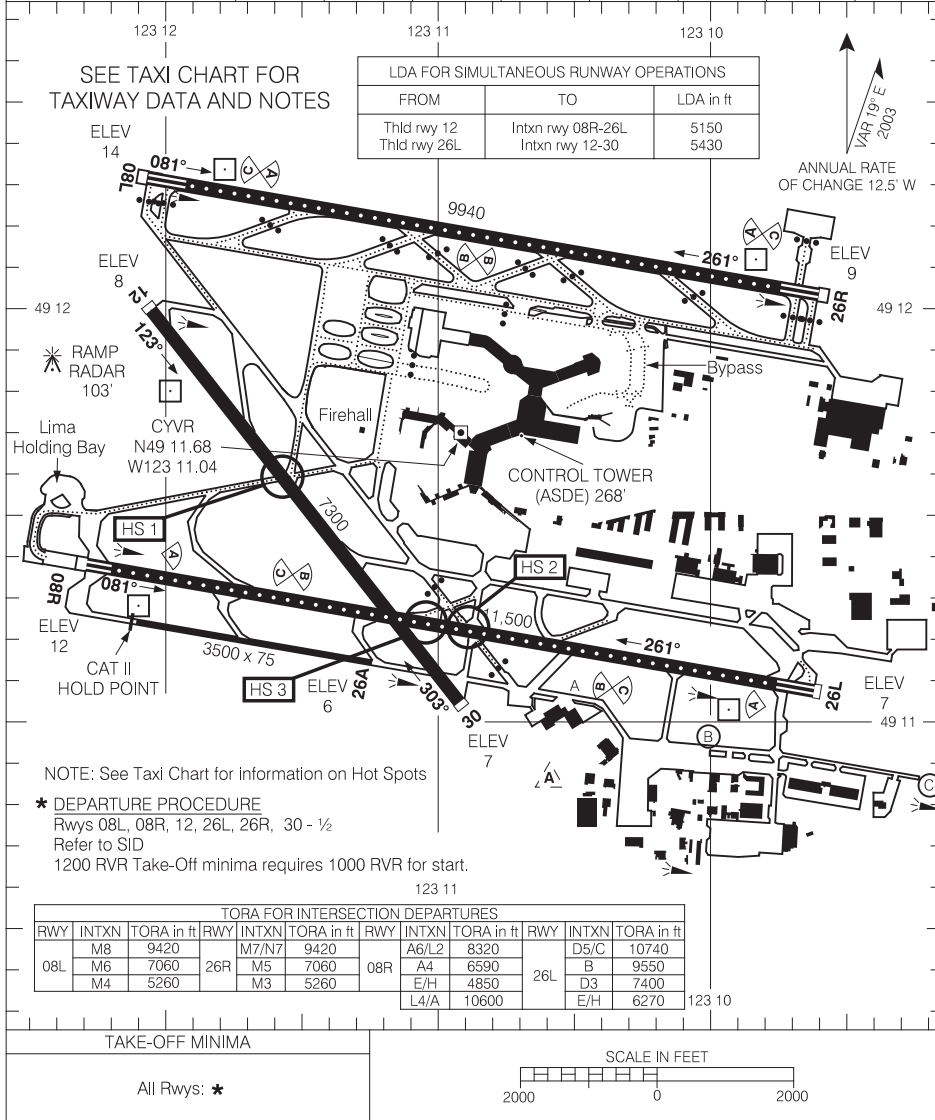 123 12
123 11
123 10
SEE TAXI CHART FOR
TAXIWAY DATA AND NOTES
LDA FOR SIMULTANEOUS RUNWAY OPERATIONS
FROM TO LDA in ft
Thld rwy 12 Intxn rwy 08R-26L 5150
Thld rwy 26L Intxn rwy 12-30 5430
VAR 19° E
2003
ANNUAL RATE
OF CHANGE 12.5' W
ELEV
14
08L
081°
C A
9940
B B
A C
261°
ELEV
9
26R
ELEV
8
49 12
12
123°
RAMP
RADAR
103'
Bypass
Firehall
CYVR
N49 11.68
W123 11.04
Lima
Holding Bay
CONTROL TOWER
(ASDE) 268'
HS 1
7300
HS 2
A
C B
08R
081°
11,500
261°
ELEV
12
3500 x 75
CAT II
HOLD POINT
HS 3
ELEV
6
26A
303°
30
A
B C
A
26L
ELEV
7
49 11
B
ELEV
7
A
C
NOTE: See Taxi Chart for information on Hot Spots
* DEPARTURE PROCEDURE
Rwys 08L, 08R, 12, 26L, 26R, 30 - ½
Refer to SID
1200 RVR Take-Off minima requires 1000 RVR for start.
123 11
TORA FOR INTERSECTION DEPARTURES
RWY INTXN TORA in ft RWY INTXN TORA in ft RWY INTXN TORA in ft RWY INTXN TORA in ft
08L M8 9420 26R M7/N7 9420 08R A6/L2 8320 26L D5/C 10740
M6 7060 M5 7060 A4 6590 B 9550
M4 5260 M3 5260 E/H 4850 D3 7400
L4/A 10600 E/H 6270
123 10
TAKE-OFF MINIMA
All Rwys: *
SCALE IN FEET
2000 0 2000